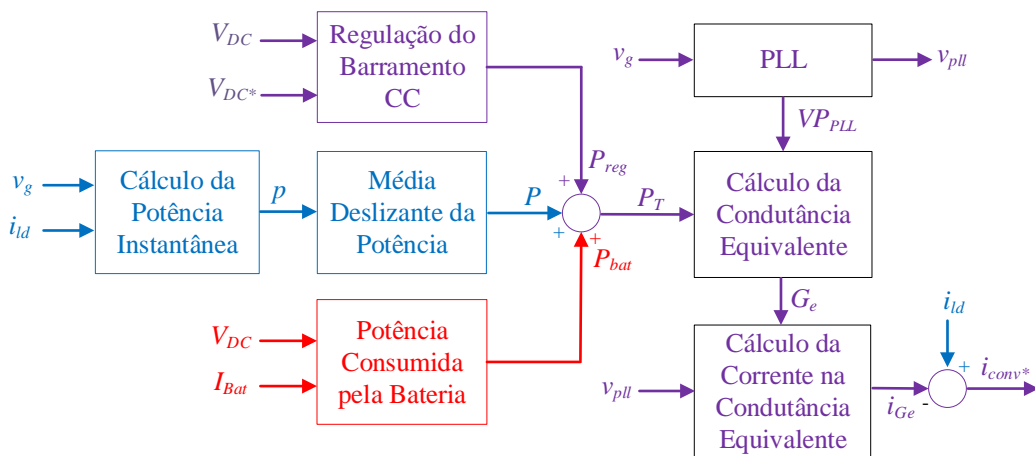 V_DC
V_DC*
Regulação do
Barramento
CC
v_g
PLL
v_pll
VP_PLL
P_reg
v_g
i_ld
Cálculo da
Potência
Instantânea
p
Média
Deslizante da
Potência
P
+
+
+
P_T
Cálculo da
Condutância
Equivalente
P_bat
V_DC
I_Bat
Potência
Consumida
pela Bateria
G_e
v_pll
Cálculo da
Corrente na
Condutância
Equivalente
i_Ge
-
i_ld
+
i_conv*